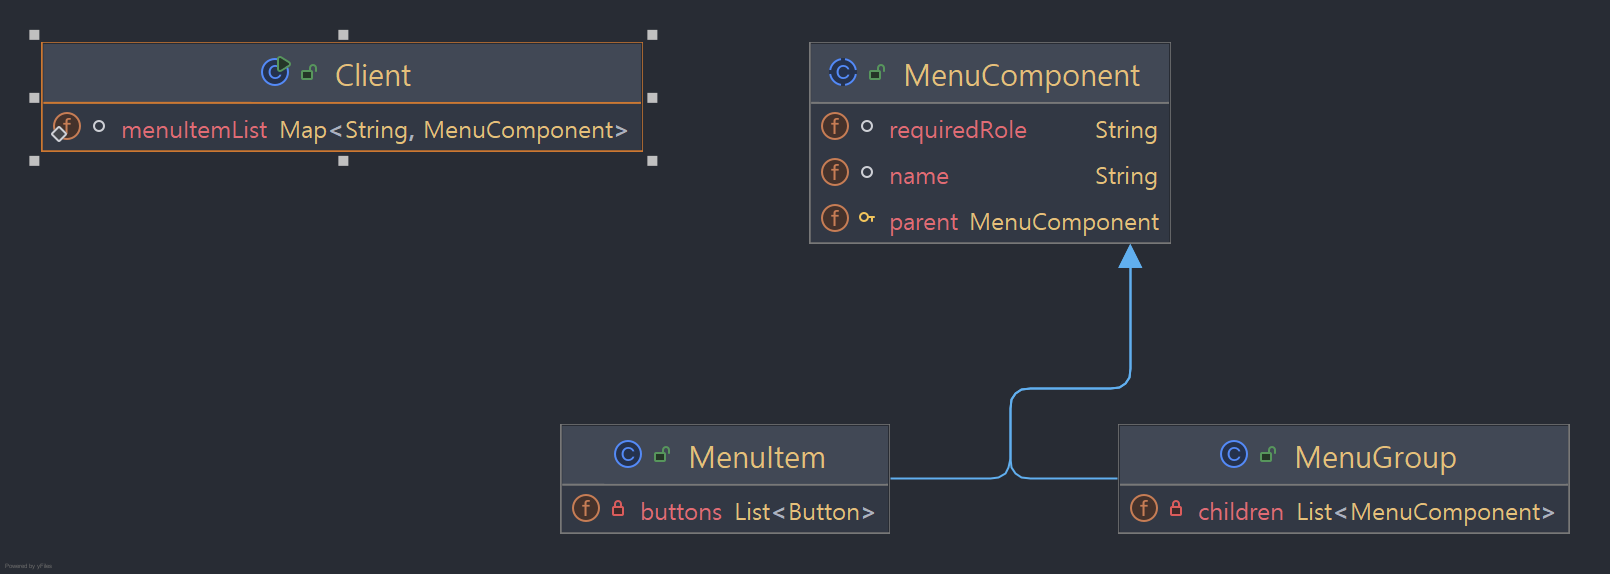 Client
menuItemList Map<String, MenuComponent>
MenuComponent
requiredRole String
name String
parent MenuComponent
MenuItem
buttons List<Button>
MenuGroup
children List<MenuComponent>
Powered by yFiles